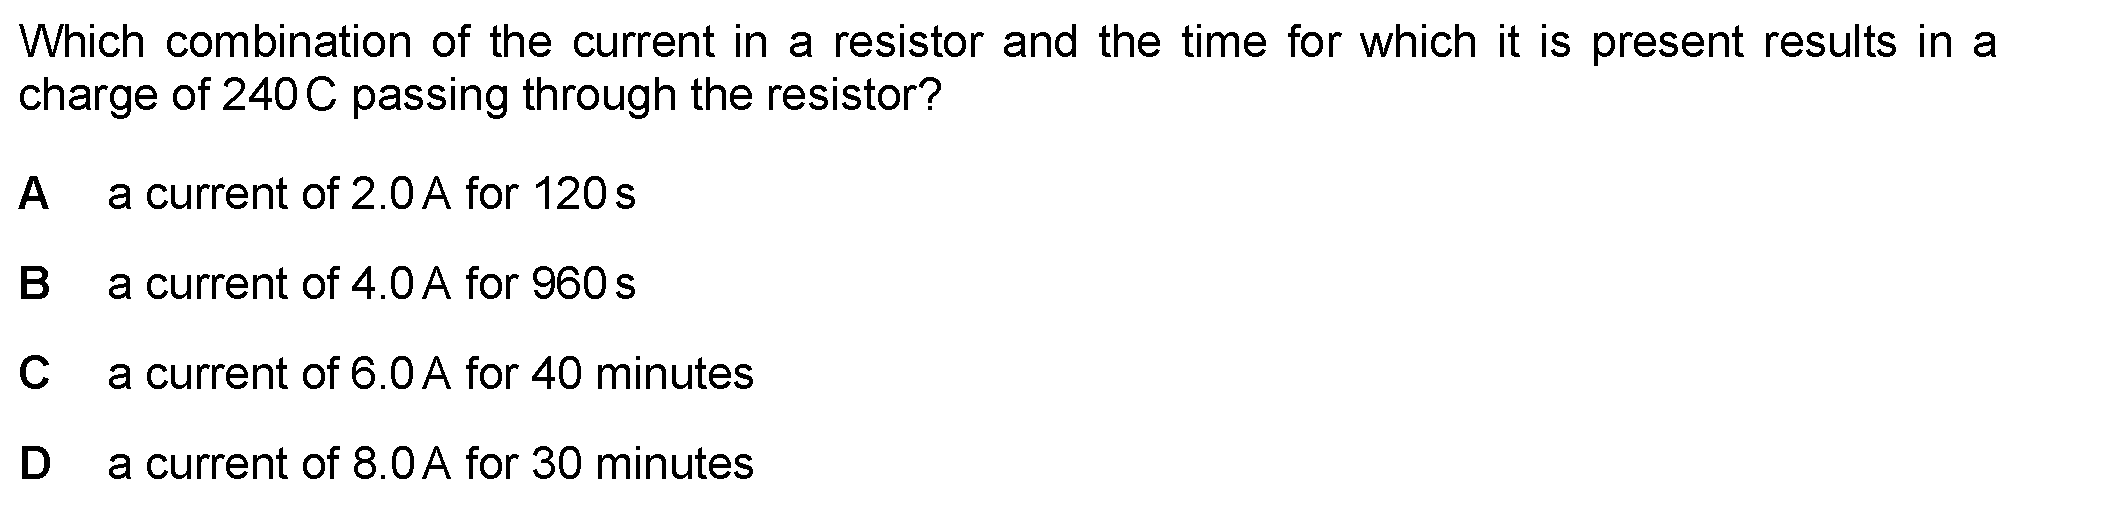 Which combination of the current in a resistor and the time for which it is present results in a
charge of 240 C passing through the resistor?
A a current of 2.0 A for 120 s
B a current of 4.0 A for 960 s
C a current of 6.0 A for 40 minutes
D a current of 8.0 A for 30 minutes